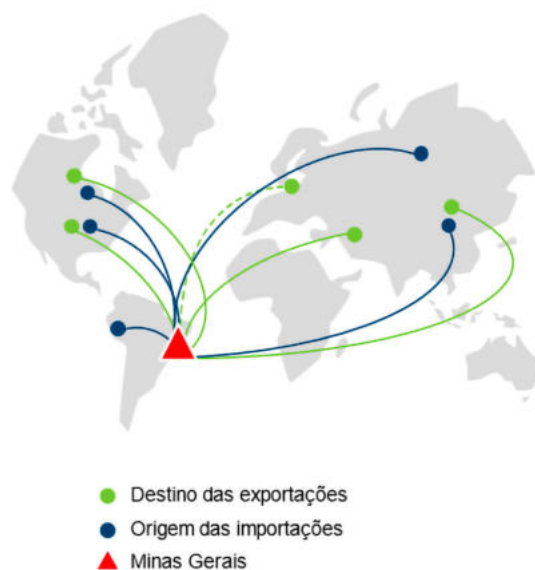 Destino das exportações
Origem das importações
Minas Gerais